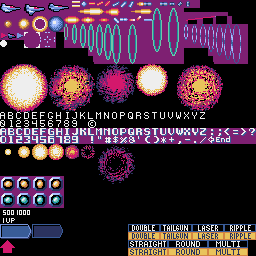 ABCDEFGHIJKLMNOPQRSTUVWXYZ
0123456789 ©
ABCDEFGHIJKLMNOPQRSTUVWXYZ:;<=>?
0123456789 !"#$%&'()*+,-./End
500 1000
1UP
DOUBLE TAILGUN LASER RIPPLE
DOUBLE TAILGUN LASER RIPPLE
STRAIGHT ROUND MULTI
STRAIGHT ROUND MULTI